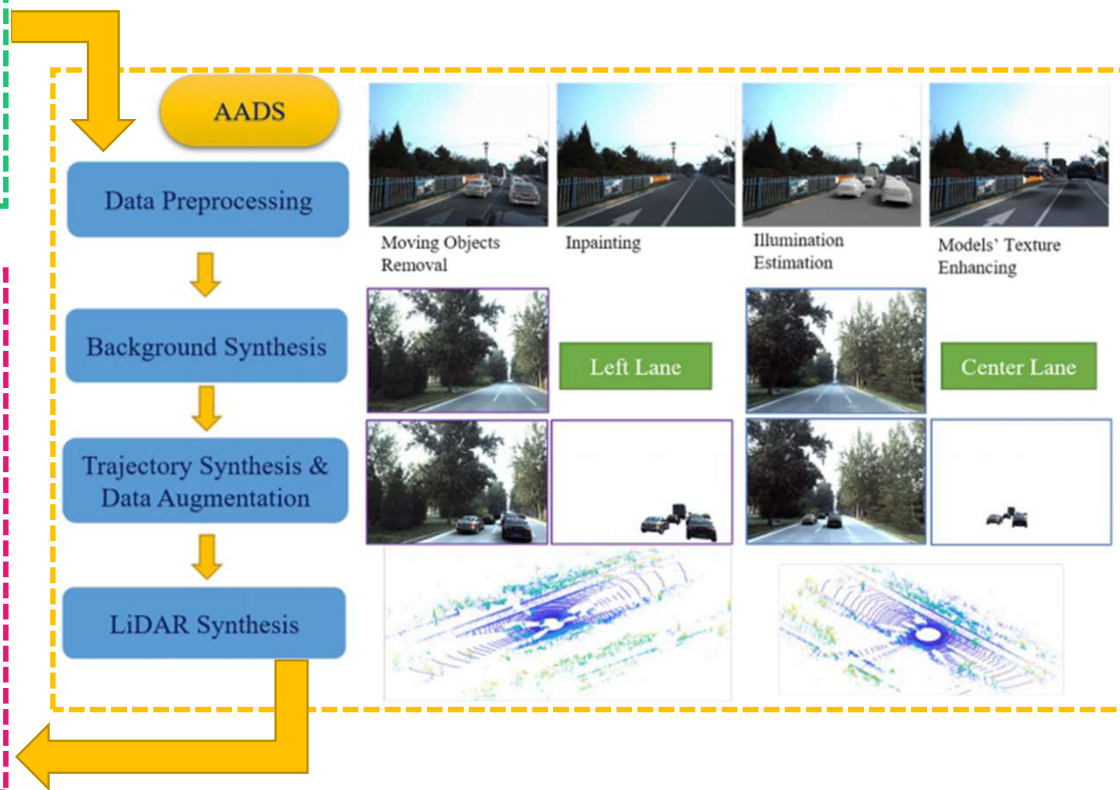 AADS
Data Preprocessing
Moving Objects
Removal
Inpainting
Illumination
Estimation
Models' Texture
Enhancing
Background Synthesis
Left Lane
Center Lane
Trajectory Synthesis &
Data Augmentation
LiDAR Synthesis